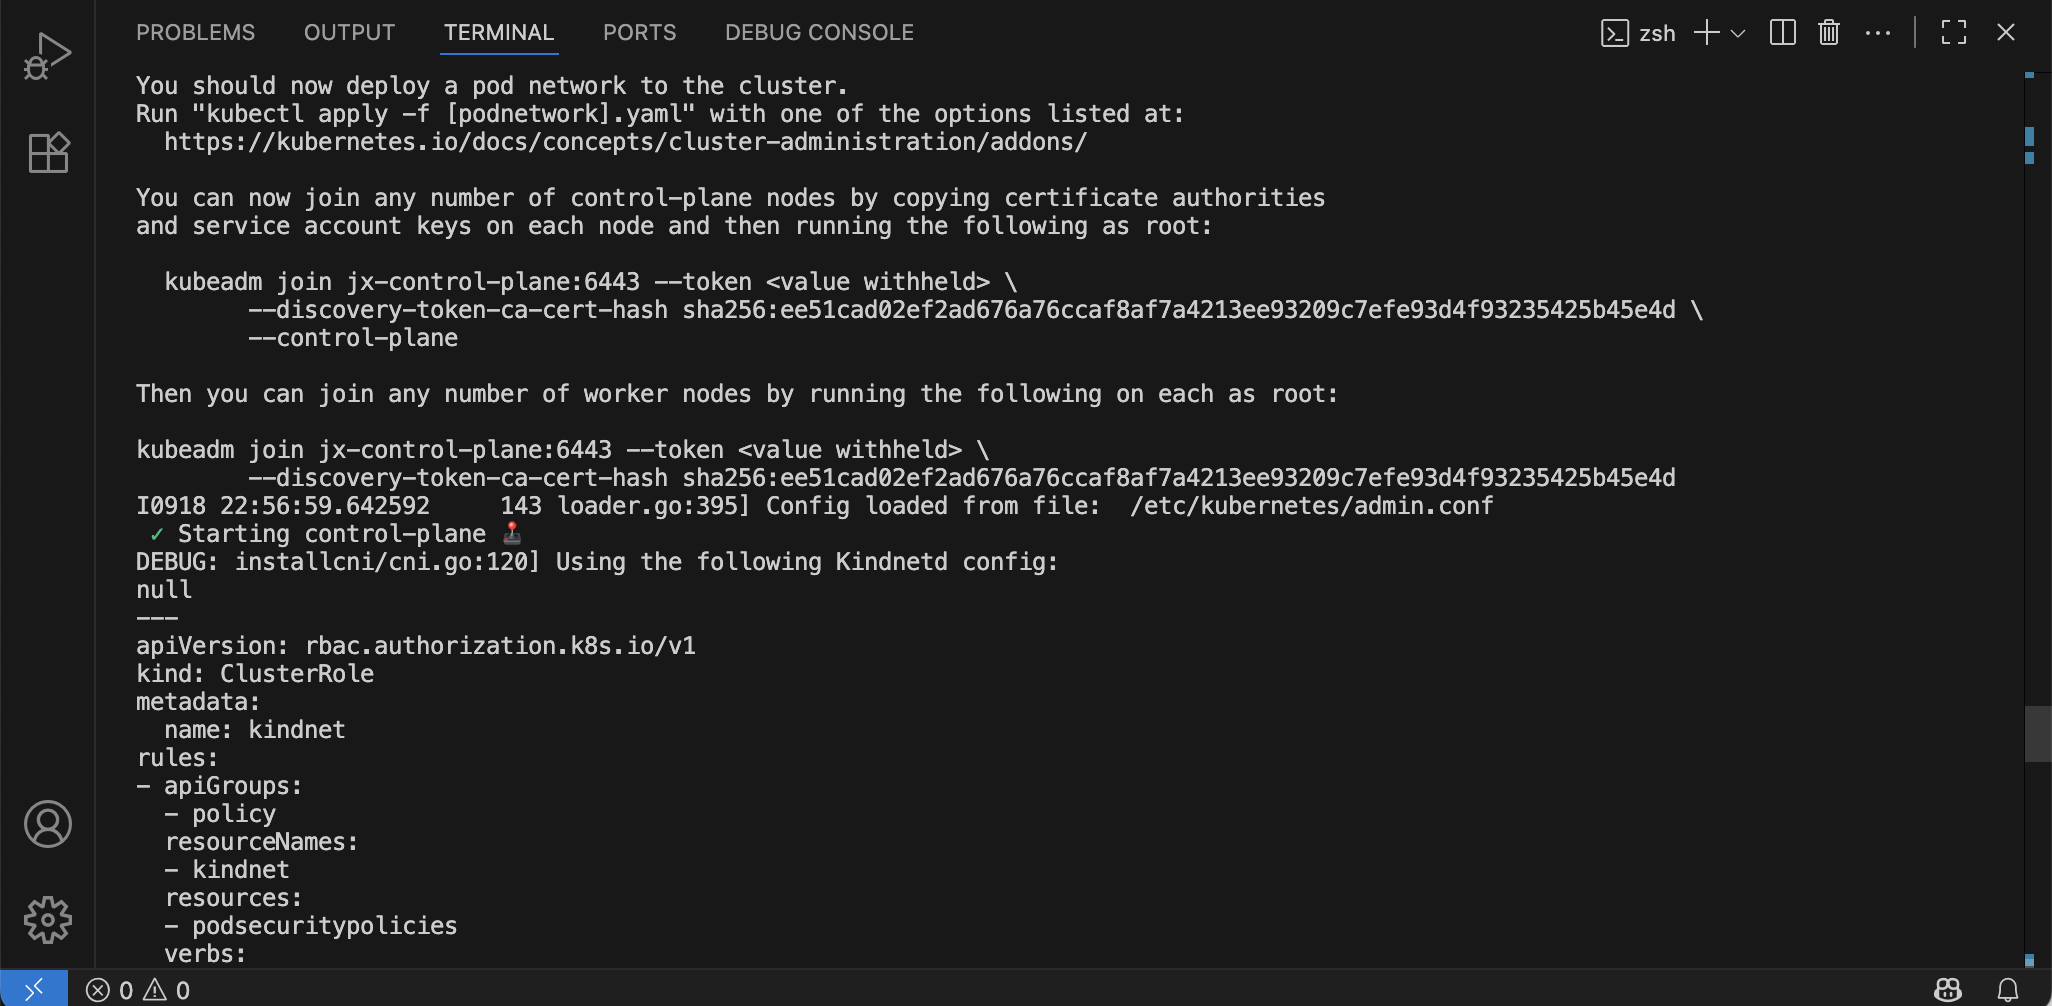 PROBLEMS OUTPUT TERMINAL PORTS DEBUG CONSOLE zsh
You should now deploy a pod network to the cluster.
Run "kubectl apply -f [podnetwork].yaml" with one of the options listed at:
  https://kubernetes.io/docs/concepts/cluster-administration/addons/

You can now join any number of control-plane nodes by copying certificate authorities
and service account keys on each node and then running the following as root:

  kubeadm join jx-control-plane:6443 --token <value withheld> \
        --discovery-token-ca-cert-hash sha256:ee51cad02ef2ad676a76ccaf8af7a4213ee93209c7efe93d4f93235425b45e4d \
        --control-plane

Then you can join any number of worker nodes by running the following on each as root:

kubeadm join jx-control-plane:6443 --token <value withheld> \
        --discovery-token-ca-cert-hash sha256:ee51cad02ef2ad676a76ccaf8af7a4213ee93209c7efe93d4f93235425b45e4d
I0918 22:56:59.642592     143 loader.go:395] Config loaded from file:  /etc/kubernetes/admin.conf
 ✓ Starting control-plane 🕹️
DEBUG: installcni/cni.go:120] Using the following Kindnetd config:
null
---
apiVersion: rbac.authorization.k8s.io/v1
kind: ClusterRole
metadata:
  name: kindnet
rules:
- apiGroups:
  - policy
  resourceNames:
  - kindnet
  resources:
  - podsecuritypolicies
  verbs:
0 0